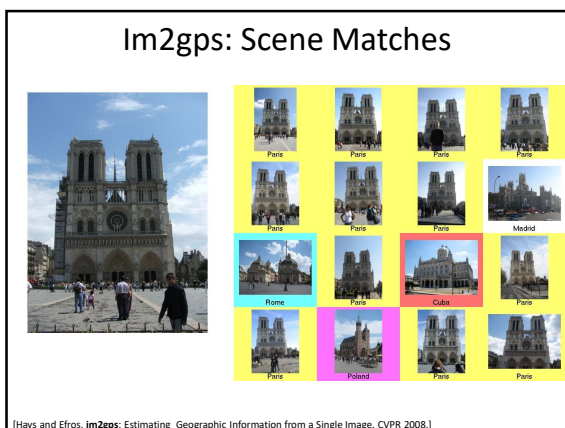 Im2gps: Scene Matches
Paris Paris Paris Paris
Paris Paris Paris Madrid
Rome Paris Cuba Paris
Paris Poland Paris Paris
[Hays and Efros. im2gps: Estimating Geographic Information from a Single Image. CVPR 2008.]